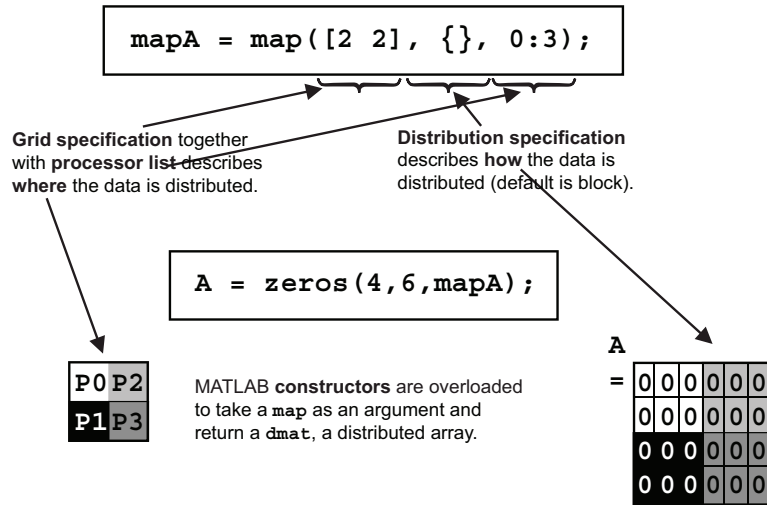 mapA = map([2 2], {}, 0:3);
Grid specification together
with processor list describes
where the data is distributed.
Distribution specification
describes how the data is
distributed (default is block).
A = zeros(4,6,mapA);
P0 P2
P1 P3
MATLAB constructors are overloaded
to take a map as an argument and
return a dmat, a distributed array.
A
= 0 0 0 0 0 0
0 0 0 0 0 0
0 0 0 0 0 0
0 0 0 0 0 0